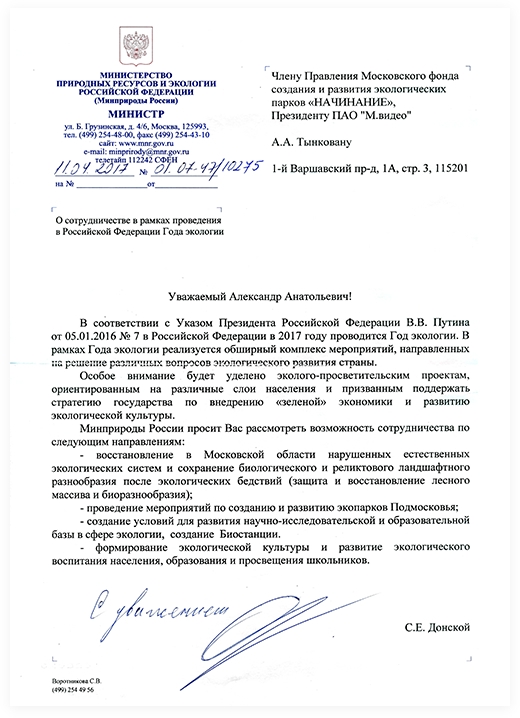 МИНИСТЕРСТВО
ПРИРОДНЫХ РЕСУРСОВ И ЭКОЛОГИИ
РОССИЙСКОЙ ФЕДЕРАЦИИ
(Минприроды России)
МИНИСТР
ул. Б. Грузинская, д. 4/6, Москва, 125993,
тел. (499) 254-48-00, факс (499) 254-43-10
сайт: www.mnr.gov.ru
e-mail: minprirody@mnr.gov.ru
телетайп 112242 СФЕН
11.04.2017 № 01.07-47/10275
на № от
Члену Правления Московского фонда
создания и развития экологических
парков «НАЧИНАНИЕ»,
Президенту ПАО "М.видео"
А.А. Тынковану
1-й Варшавский пр-д, 1А, стр. 3, 115201
О сотрудничестве в рамках проведения
в Российской Федерации Года экологии
Уважаемый Александр Анатольевич!
В соответствии с Указом Президента Российской Федерации В.В. Путина
от 05.01.2016 № 7 в Российской Федерации в 2017 году проводится Год экологии. В
рамках Года экологии реализуется обширный комплекс мероприятий, направленных
на решение различных вопросов экологического развития страны.
Особое внимание будет уделено эколого-просветительским проектам,
ориентированным на различные слои населения и призванным поддержать
стратегию государства по внедрению «зеленой» экономики и развитию
экологической культуры.
Минприроды России просит Вас рассмотреть возможность сотрудничества по
следующим направлениям:
- восстановление в Московской области нарушенных естественных
экологических систем и сохранение биологического и реликтового ландшафтного
разнообразия после экологических бедствий (защита и восстановление лесного
массива и биоразнообразия);
- проведение мероприятий по созданию и развитию экопарков Подмосковья;
- создание условий для развития научно-исследовательской и образовательной
базы в сфере экологии, создание Биостанции.
- формирование экологической культуры и развитие экологического
воспитания населения, образования и просвещения школьников.
С уважением
С.Е. Донской
Воротникова С.В.
(499) 254 49 56